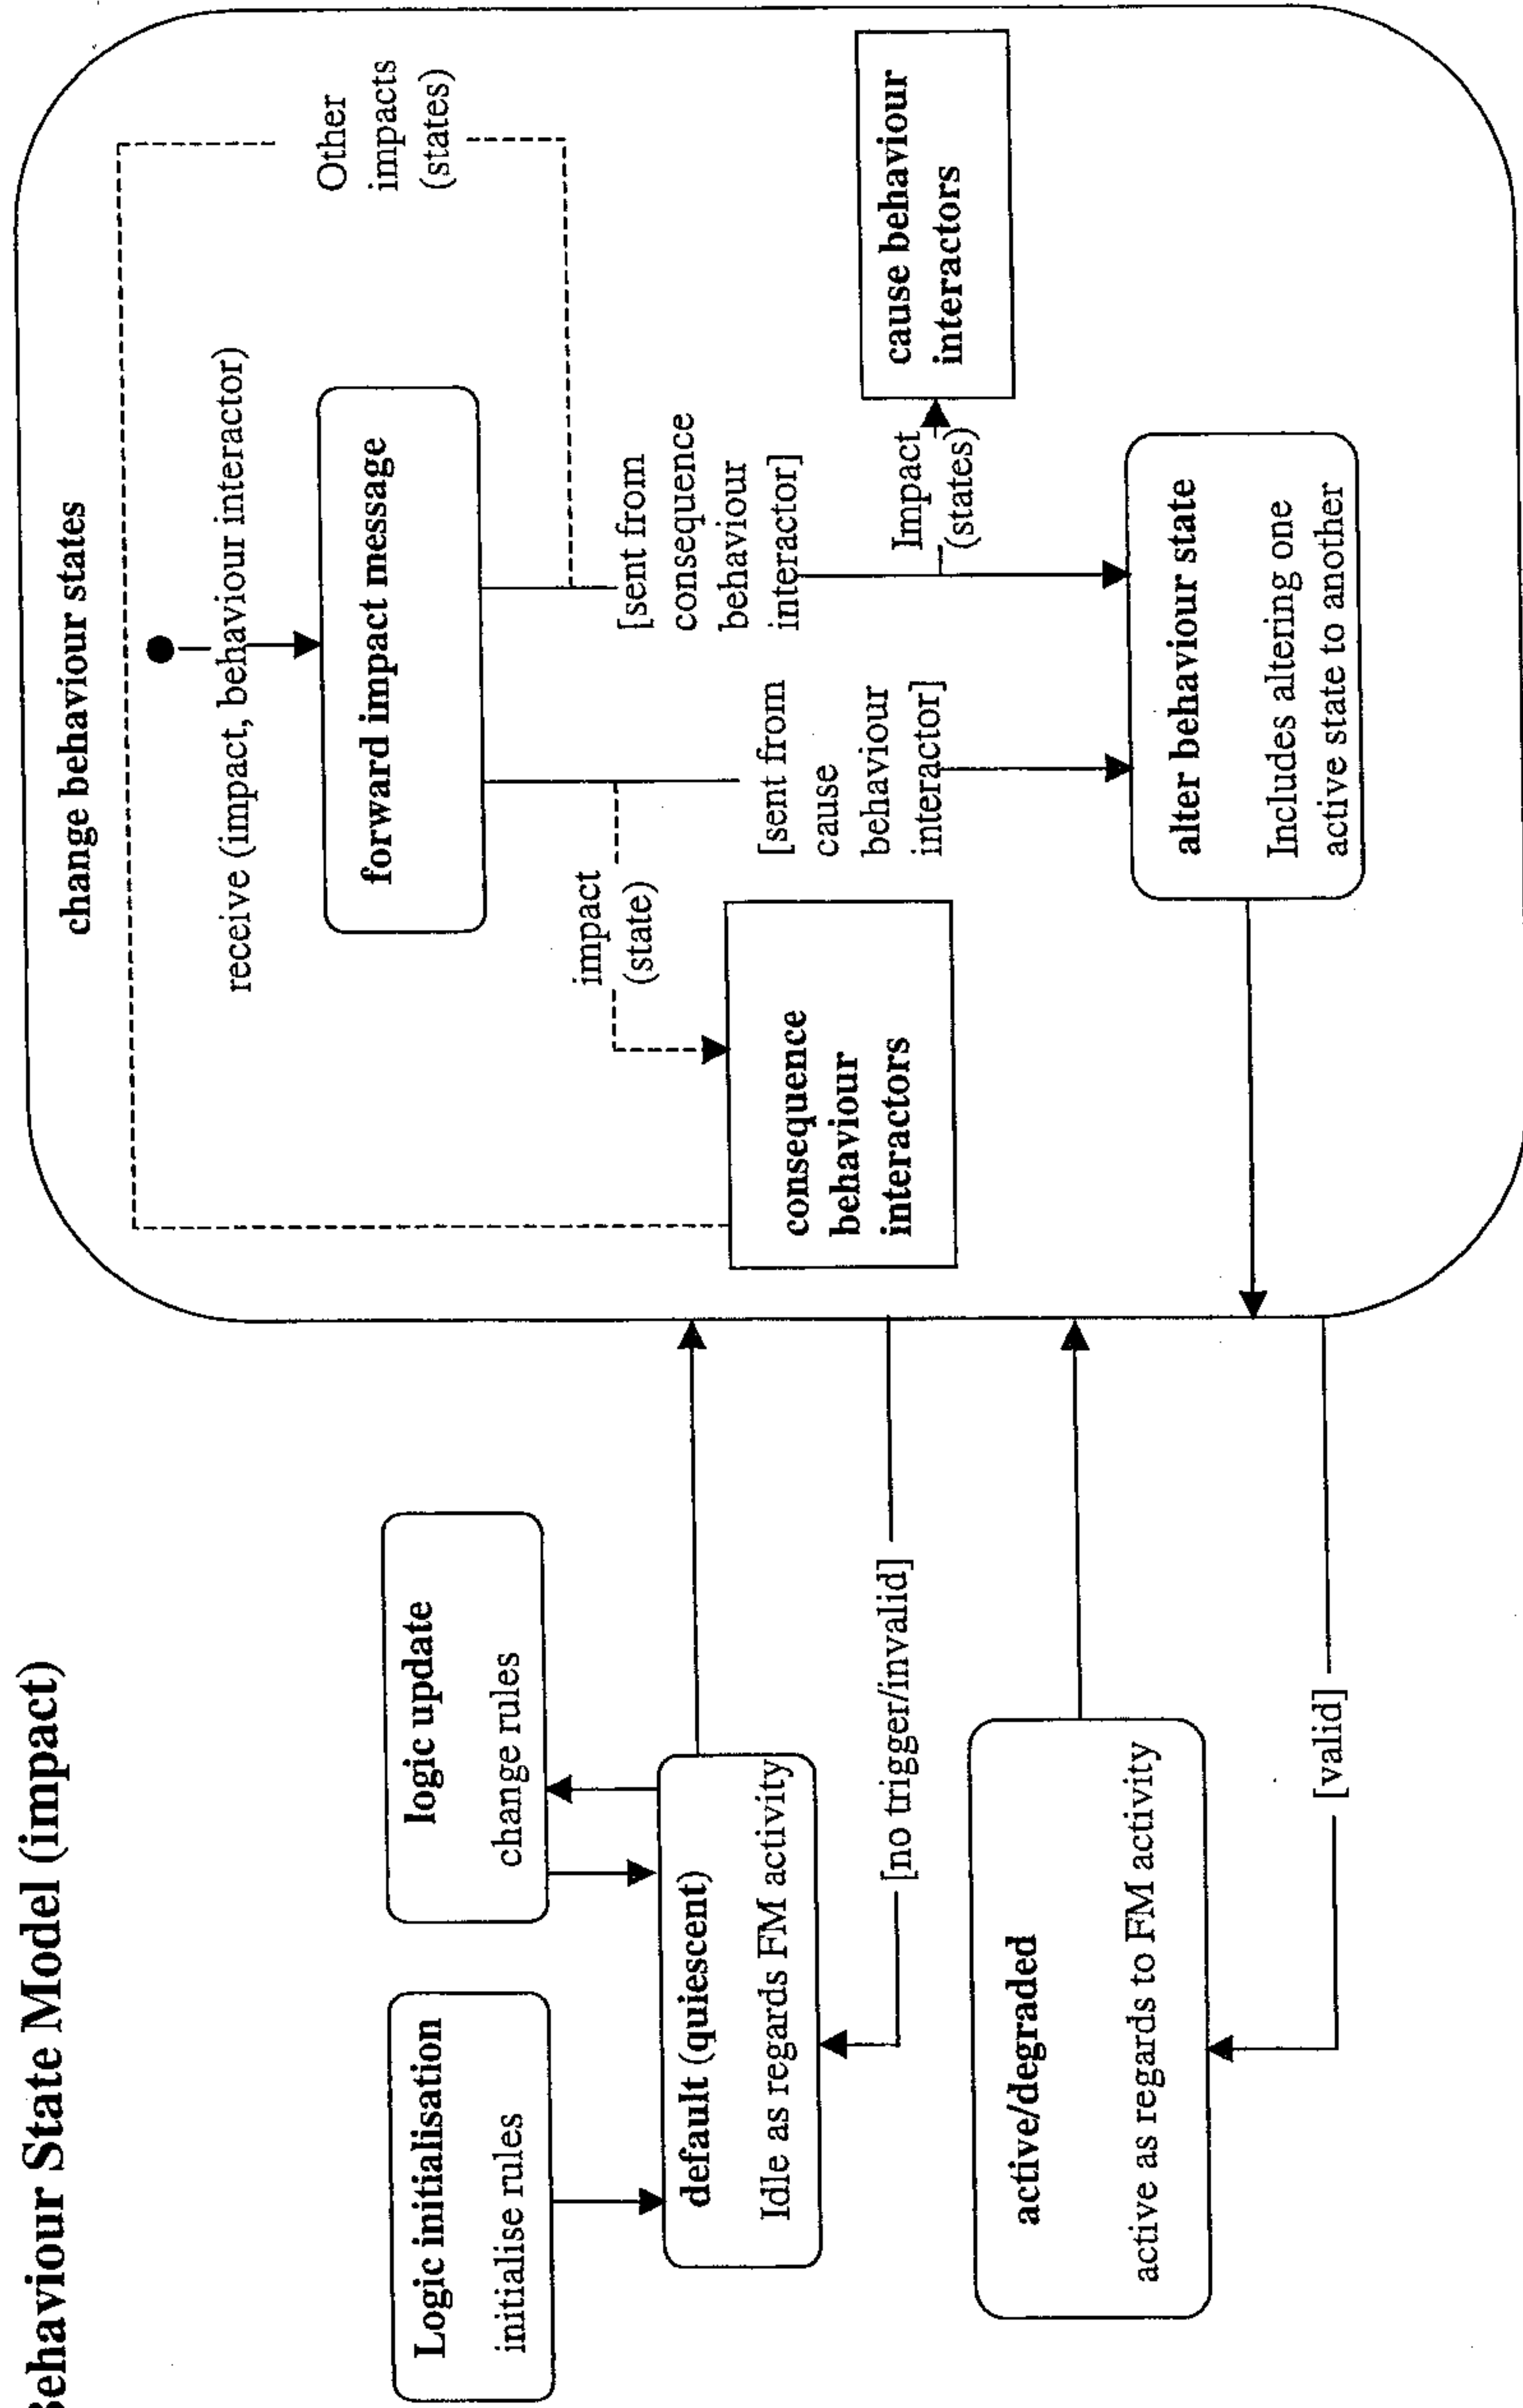 Behaviour State Model (impact)
Logic initialisation
initialise rules
logic update
change rules
default (quiescent)
Idle as regards FM activity
[no trigger/invalid]
active/degraded
active as regards to FM activity
[valid]
change behaviour states
receive (impact, behaviour interactor)
forward impact message
Other
impacts
(states)
impact
(state)
[sent from
consequence
behaviour
interactor]
[sent from
cause
behaviour
interactor]
consequence
behaviour
interactors
Impact
(states)
cause behaviour
interactors
alter behaviour state
Includes altering one
active state to another